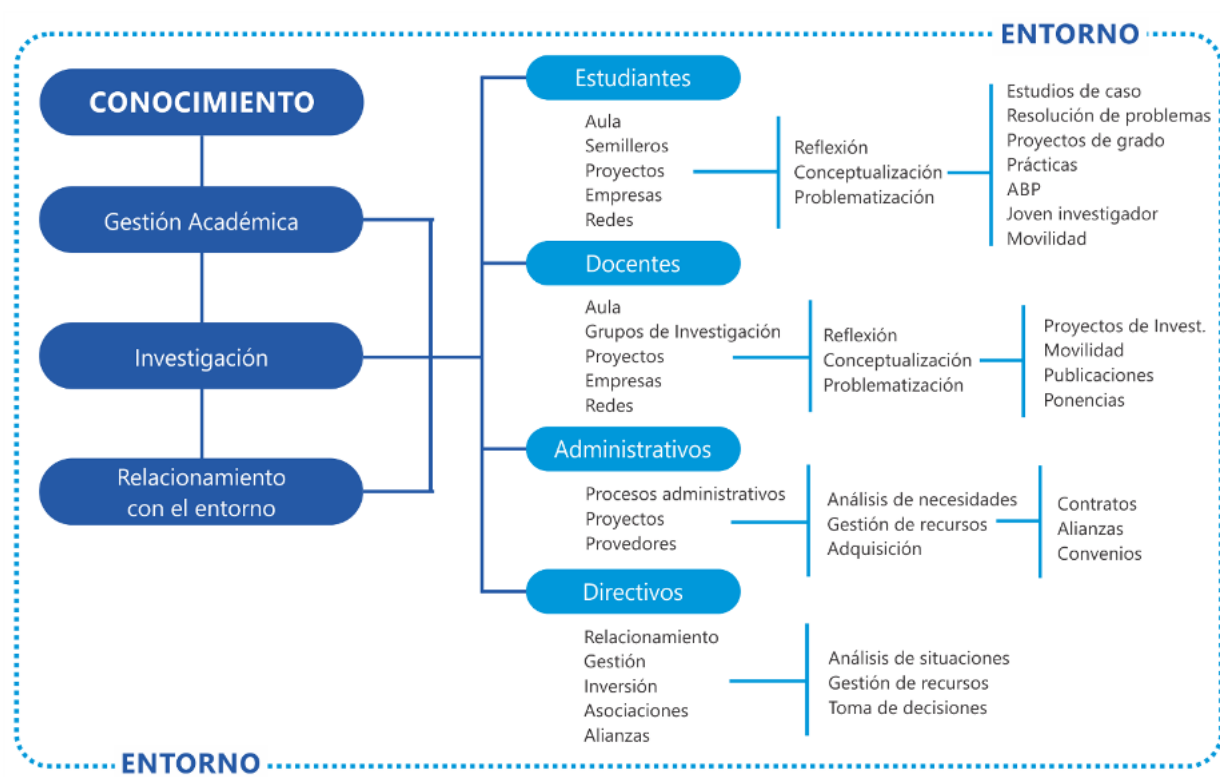 ENTORNO
CONOCIMIENTO
Gestión Académica
Investigación
Relacionamiento
con el entorno
Estudiantes
Aula
Semilleros
Proyectos
Empresas
Redes
Reflexión
Conceptualización
Problematización
Estudios de caso
Resolución de problemas
Proyectos de grado
Prácticas
ABP
Joven investigador
Movilidad
Docentes
Aula
Grupos de Investigación
Proyectos
Empresas
Redes
Reflexión
Conceptualización
Problematización
Proyectos de Invest.
Movilidad
Publicaciones
Ponencias
Administrativos
Procesos administrativos
Proyectos
Provedores
Análisis de necesidades
Gestión de recursos
Adquisición
Contratos
Alianzas
Convenios
Directivos
Relacionamiento
Gestión
Inversión
Asociaciones
Alianzas
Análisis de situaciones
Gestión de recursos
Toma de decisiones
ENTORNO